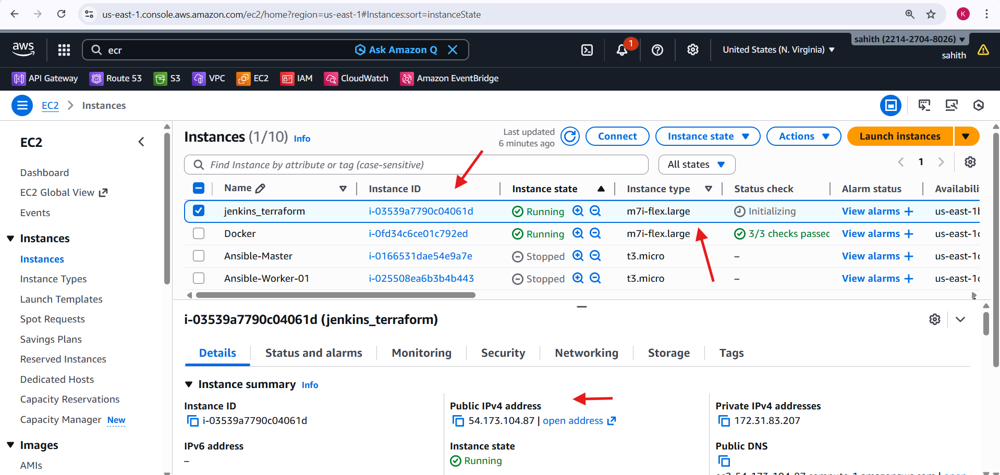 us-east-1.console.aws.amazon.com/ec2/home?region=us-east-1#Instances:sort=instanceState
K
aws
ecr
Ask Amazon Q
1
United States (N. Virginia)
sahith (2214-2704-8026)
sahith
API Gateway
Route 53
S3
VPC
EC2
IAM
CloudWatch
Amazon EventBridge
EC2 > Instances
EC2
Dashboard
EC2 Global View
Events
Instances
Instances
Instance Types
Launch Templates
Spot Requests
Savings Plans
Reserved Instances
Dedicated Hosts
Capacity Reservations
Capacity Manager New
Images
AMIs
Instances (1/10) Info
Last updated
6 minutes ago
Connect
Instance state
Actions
Launch instances
Find Instance by attribute or tag (case-sensitive)
All states
1
Name Instance ID Instance state Instance type Status check Alarm status Availabili
jenkins_terraform i-03539a7790c04061d Running m7i-flex.large Initializing View alarms + us-east-1b
Docker i-0fd34c6ce01c792ed Running m7i-flex.large 3/3 checks passed View alarms + us-east-1c
Ansible-Master i-0166531dae54e9a7e Stopped t3.micro – View alarms + us-east-1c
Ansible-Worker-01 i-025508ea6b3b4b443 Stopped t3.micro – View alarms + us-east-1c
i-03539a7790c04061d (jenkins_terraform)
Details
Status and alarms
Monitoring
Security
Networking
Storage
Tags
Instance summary Info
Instance ID
i-03539a7790c04061d
Public IPv4 address
54.173.104.87 | open address
Private IPv4 addresses
172.31.83.207
IPv6 address
–
Instance state
Running
Public DNS